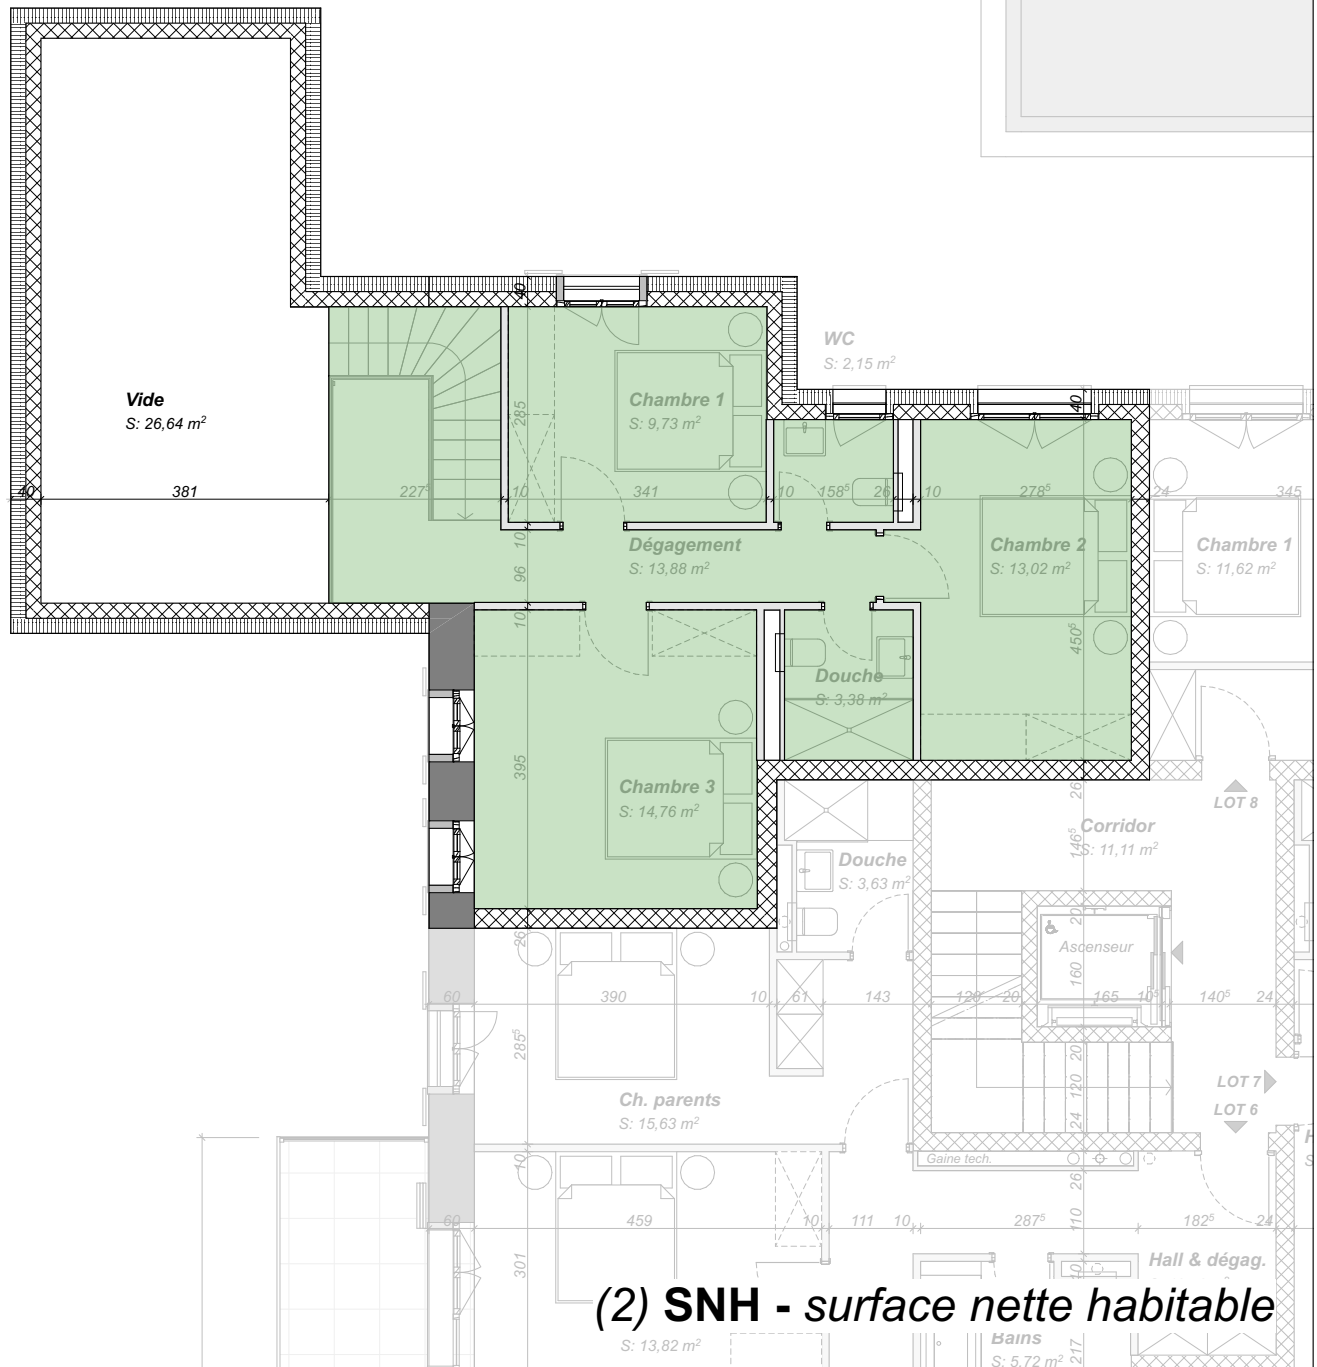 WC
S: 2,15 m²
40
40
Vide
S: 26,64 m²
Chambre 1
S: 9,73 m²
285
40 381 227⁵ 10 341 10 158⁵ 26 10 278⁵ 24 345
10
96
10
Dégagement
S: 13,88 m²
Chambre 2
S: 13,02 m²
Chambre 1
S: 11,62 m²
450⁵
Douche
S: 3,38 m²
395
Chambre 3
S: 14,76 m²
26
LOT 8
Corridor
S: 11,11 m²
146⁵
Douche
S: 3,63 m²
20
26
Ascenseur
160
60 390 10 61 143 120 20 165 10⁵ 140⁵ 24
285⁵
20
120
24
LOT 7
LOT 6
Ch. parents
S: 15,63 m²
Gaine tech.
10
26
60 459 10 111 10 287⁵ 182⁵ 24
110
301
10
Hall & dégag.
(2) SNH - surface nette habitable
S: 13,82 m²
Bains
S: 5,72 m²
217